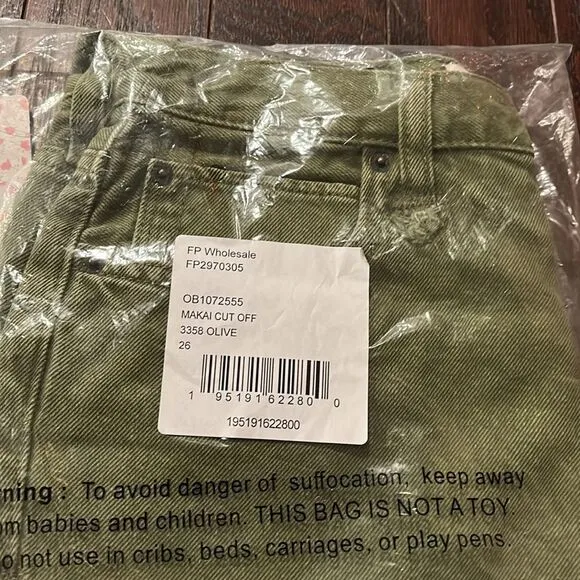 FP Wholesale
FP2970305
OB1072555
MAKAI CUT OFF
3358 OLIVE
26
1 95191 62280 0
195191622800
rning : To avoid danger of suffocation, keep away
om babies and children. THIS BAG IS NOT A TOY.
o not use in cribs, beds, carriages, or play pens.